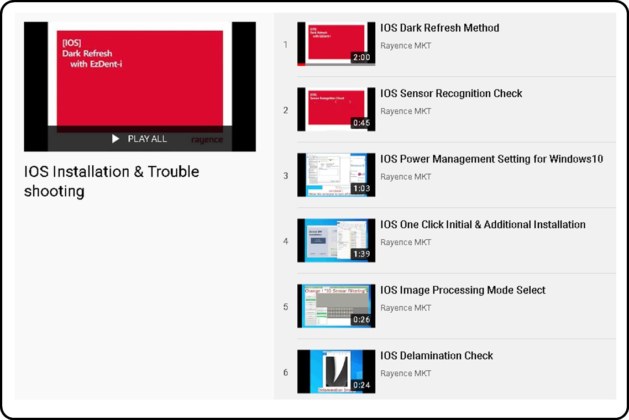 [IOS]
Dark Refresh
with EzDent-i
PLAY ALL
rayence
IOS Installation & Trouble
shooting
1
2:00
IOS Dark Refresh Method
Rayence MKT
2
0:45
IOS Sensor Recognition Check
Rayence MKT
3
1:03
IOS Power Management Setting for Windows10
Rayence MKT
4
1:39
IOS One Click Initial & Additional Installation
Rayence MKT
5
0:26
IOS Image Processing Mode Select
Rayence MKT
6
0:24
IOS Delamination Check
Rayence MKT